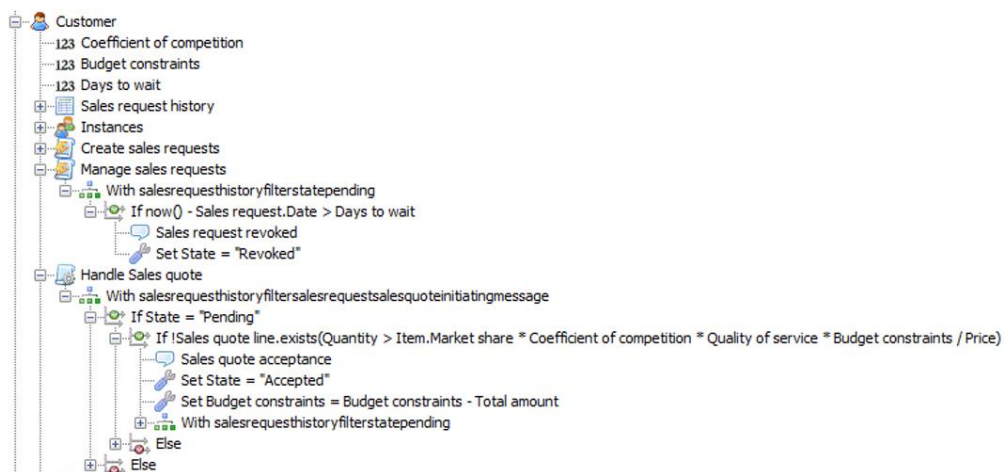 Customer
123 Coefficient of competition
123 Budget constraints
123 Days to wait
Sales request history
Instances
Create sales requests
Manage sales requests
With salesrequesthistoryfilterstatepending
If now() - Sales request.Date > Days to wait
Sales request revoked
Set State = "Revoked"
Handle Sales quote
With salesrequesthistoryfiltersalesrequestsalesquoteinitiatingmessage
If State = "Pending"
If !Sales quote line.exists(Quantity > Item.Market share * Coefficient of competition * Quality of service * Budget constraints / Price)
Sales quote acceptance
Set State = "Accepted"
Set Budget constraints = Budget constraints - Total amount
With salesrequesthistoryfilterstatepending
Else
Else